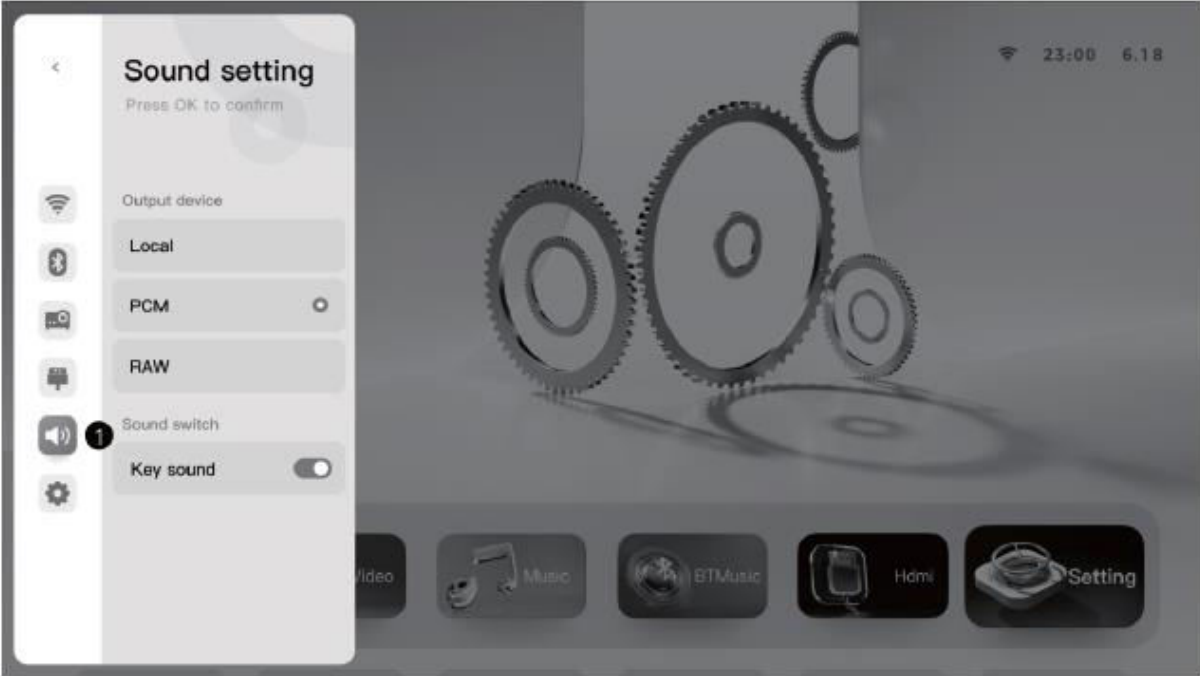 Sound setting
Press OK to confirm
23:00 6.18
Output device
Local
PCM
RAW
1
Sound switch
Key sound
Video
Music
BTMusic
Hdmi
Setting